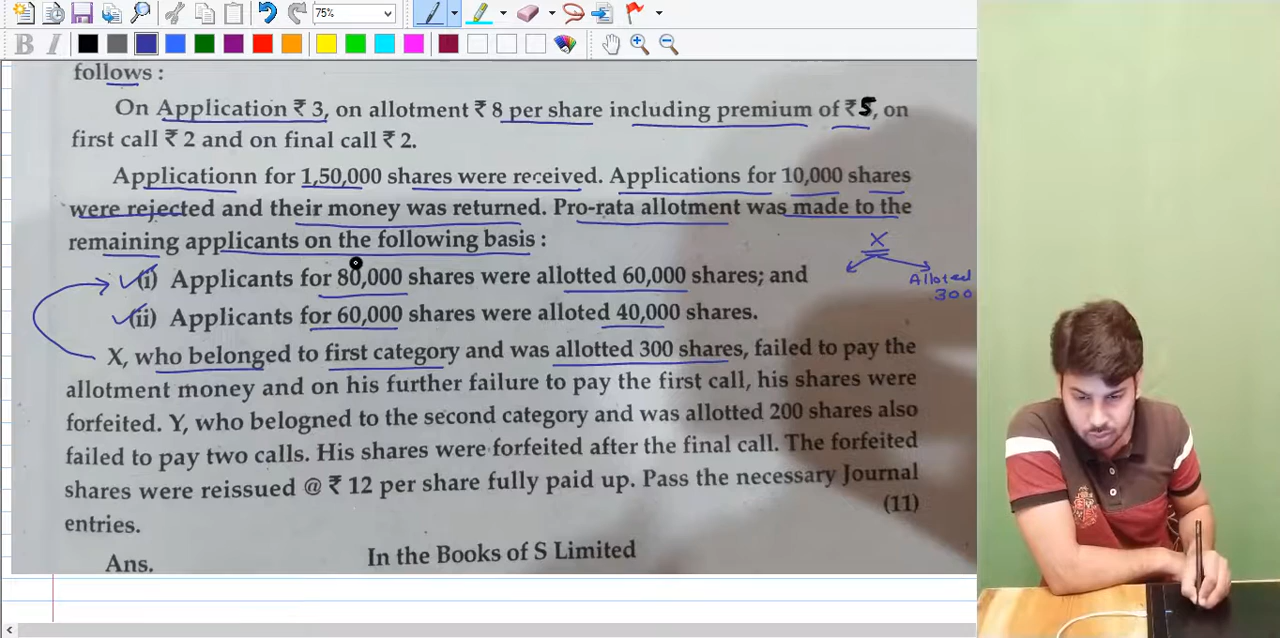 75%
B I
follows :
On Application ₹ 3, on allotment ₹ 8 per share including premium of ₹5, on
first call ₹ 2 and on final call ₹ 2.
Applicationn for 1,50,000 shares were received. Applications for 10,000 shares
were rejected and their money was returned. Pro-rata allotment was made to the
remaining applicants on the following basis :
X
(i) Applicants for 80,000 shares were allotted 60,000 shares; and
Alloted
300
(ii) Applicants for 60,000 shares were alloted 40,000 shares.
X, who belonged to first category and was allotted 300 shares, failed to pay the
allotment money and on his further failure to pay the first call, his shares were
forfeited. Y, who belogned to the second category and was allotted 200 shares also
failed to pay two calls. His shares were forfeited after the final call. The forfeited
shares were reissued @ ₹ 12 per share fully paid up. Pass the necessary Journal
entries. (11)
Ans. In the Books of S Limited